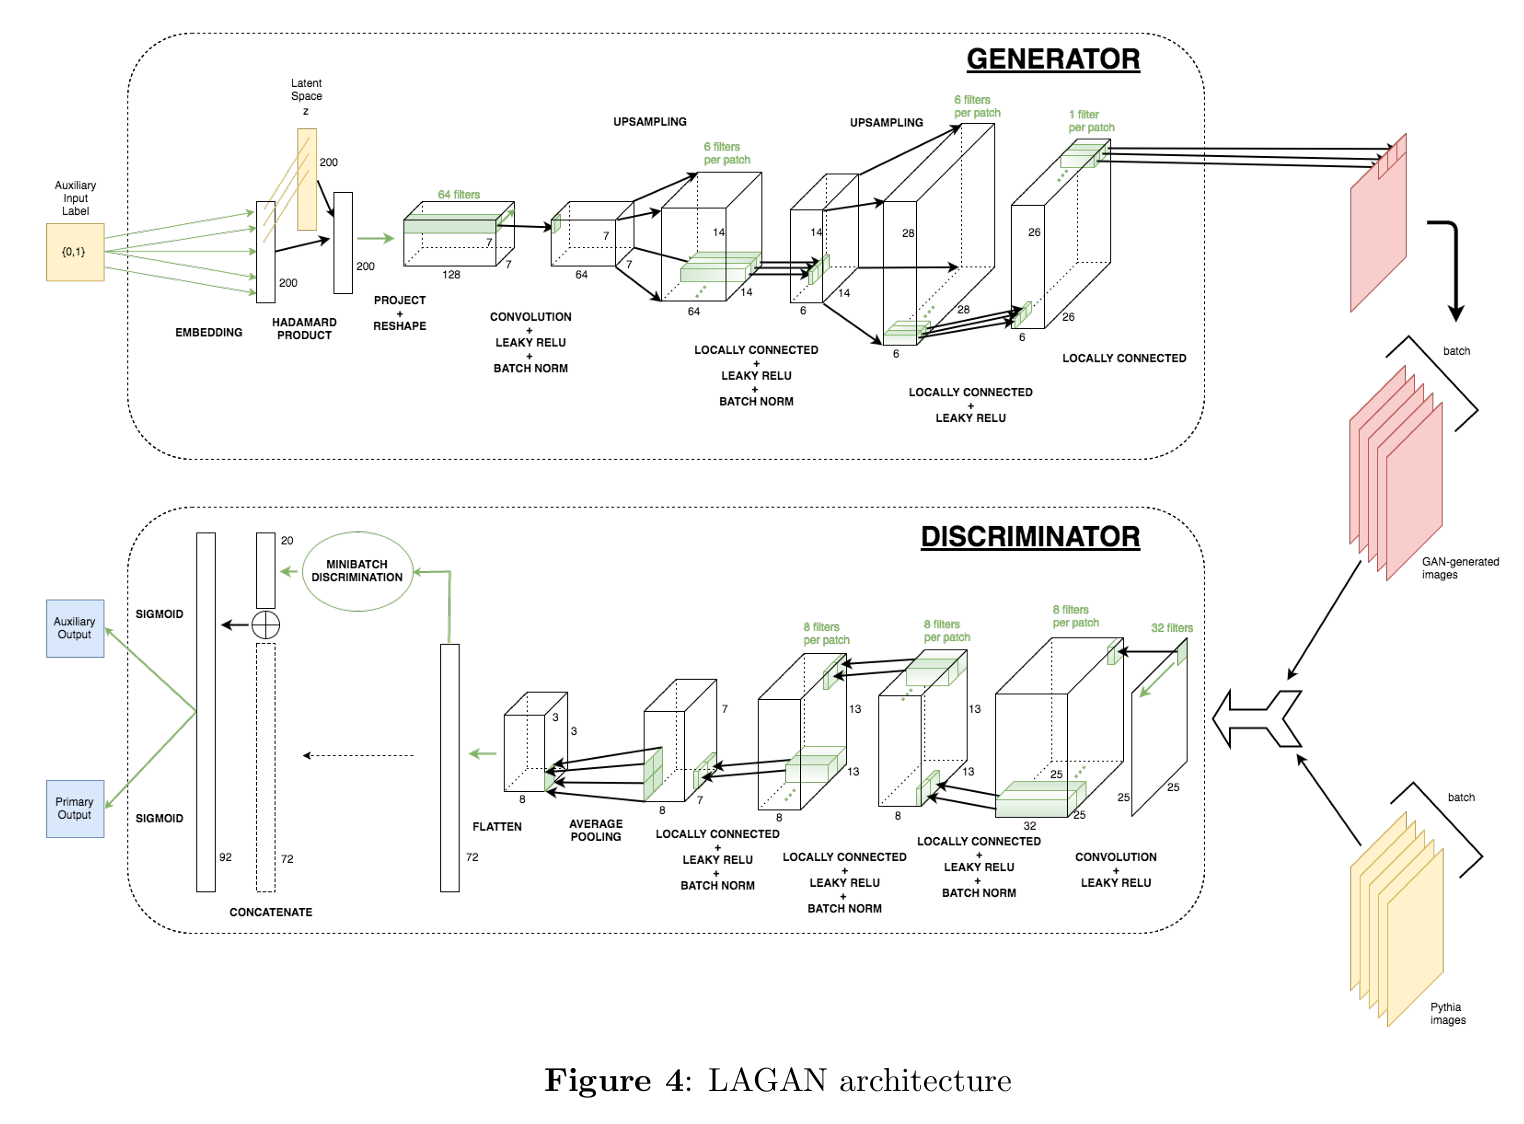 GENERATOR
Latent
Space
z
200
Auxiliary
Input
Label
{0,1}
200
200
EMBEDDING
HADAMARD
PRODUCT
PROJECT
+
RESHAPE
64 filters
7
7
128
CONVOLUTION
+
LEAKY RELU
+
BATCH NORM
7
7
64
UPSAMPLING
6 filters
per patch
14
14
64
LOCALLY CONNECTED
+
LEAKY RELU
+
BATCH NORM
14
14
6
UPSAMPLING
6 filters
per patch
28
28
6
LOCALLY CONNECTED
+
LEAKY RELU
1 filter
per patch
26
26
6
LOCALLY CONNECTED
batch
GAN-generated
images
DISCRIMINATOR
20
MINIBATCH
DISCRIMINATION
SIGMOID
Auxiliary
Output
Primary
Output
SIGMOID
92
72
CONCATENATE
72
FLATTEN
3
3
8
AVERAGE
POOLING
7
7
8
LOCALLY CONNECTED
+
LEAKY RELU
+
BATCH NORM
8 filters
per patch
13
13
8
LOCALLY CONNECTED
+
LEAKY RELU
+
BATCH NORM
8 filters
per patch
13
13
8
LOCALLY CONNECTED
+
LEAKY RELU
+
BATCH NORM
8 filters
per patch
25
25
32
CONVOLUTION
+
LEAKY RELU
32 filters
25
25
batch
Pythia
images
Figure 4: LAGAN architecture